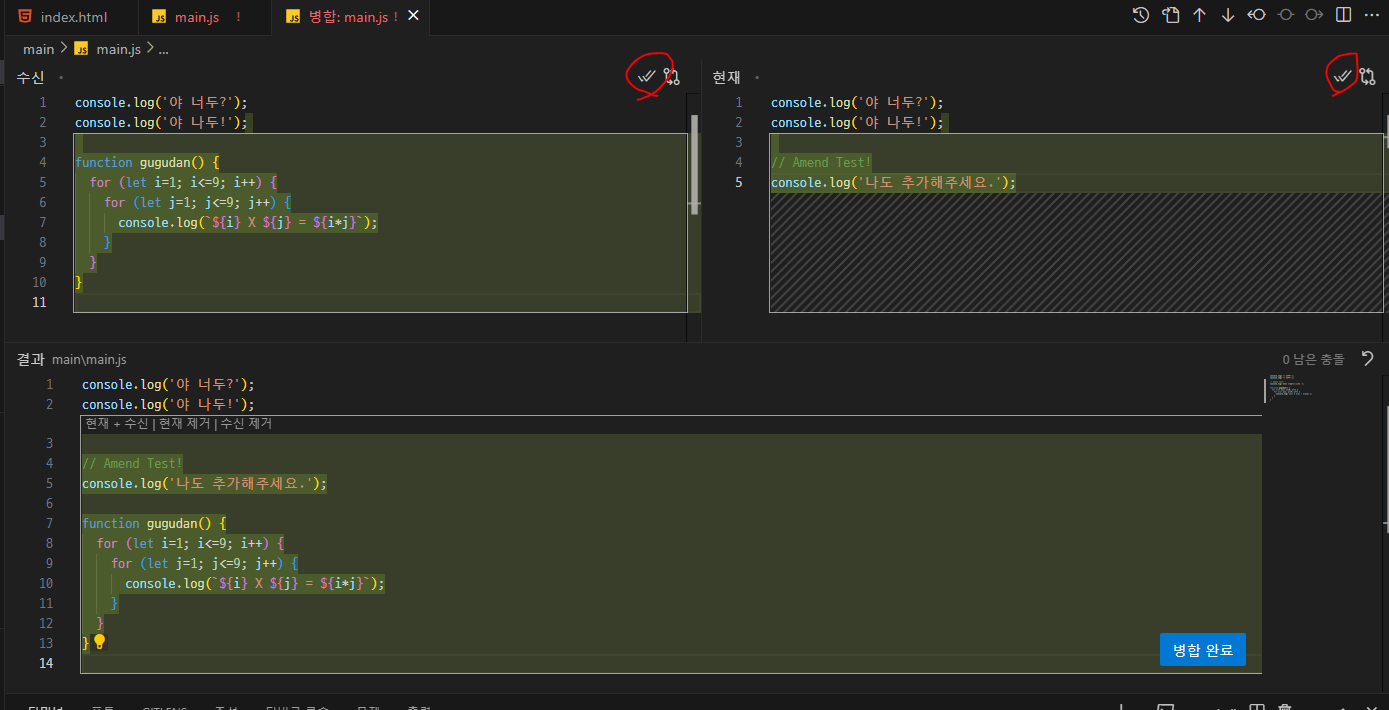 index.html
JS main.js !
JS 병합: main.js !
main > JS main.js > ...
수신
1 console.log('야 너두?');
2 console.log('야 나두!');
3
4 function gugudan() {
5 for (let i=1; i<=9; i++) {
6 for (let j=1; j<=9; j++) {
7 console.log(`${i} X ${j} = ${i*j}`);
8 }
9 }
10 }
11
현재
1 console.log('야 너두?');
2 console.log('야 나두!');
3
4 // Amend Test!
5 console.log('나도 추가해주세요.');
결과 main\main.js
0 남은 충돌
1 console.log('야 너두?');
2 console.log('야 나두!');
현재 + 수신 | 현재 제거 | 수신 제거
3
4 // Amend Test!
5 console.log('나도 추가해주세요.');
6
7 function gugudan() {
8 for (let i=1; i<=9; i++) {
9 for (let j=1; j<=9; j++) {
10 console.log(`${i} X ${j} = ${i*j}`);
11 }
12 }
13 }
14
병합 완료